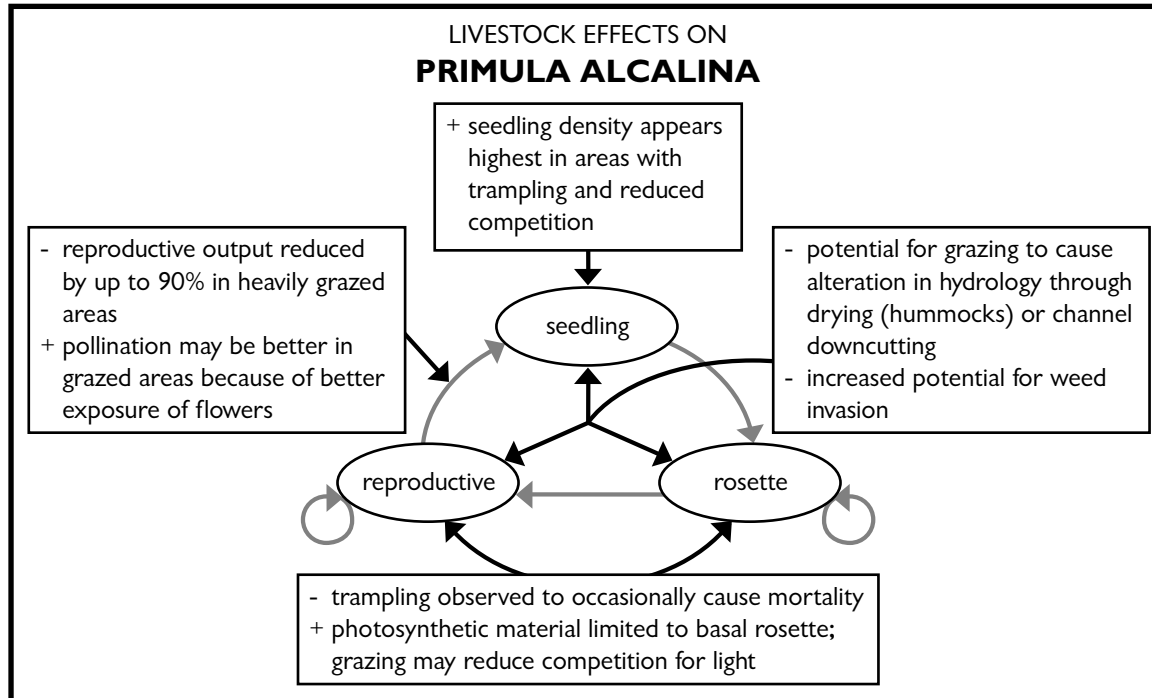 LIVESTOCK EFFECTS ON
PRIMULA ALCALINA
+ seedling density appears
highest in areas with
trampling and reduced
competition
- reproductive output reduced
by up to 90% in heavily grazed
areas
+ pollination may be better in
grazed areas because of better
exposure of flowers
- potential for grazing to cause
alteration in hydrology through
drying (hummocks) or channel
downcutting
- increased potential for weed
invasion
seedling
reproductive
rosette
- trampling observed to occasionally cause mortality
+ photosynthetic material limited to basal rosette;
grazing may reduce competition for light